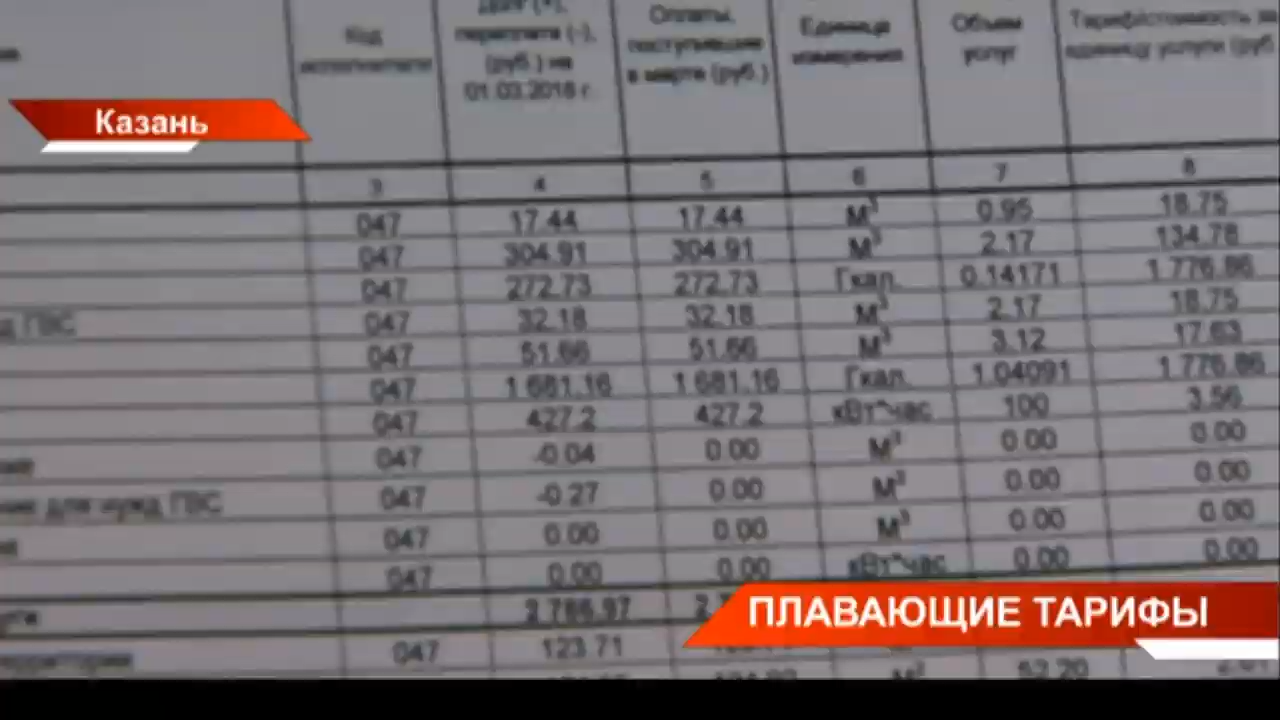 Долг (+),
Код переплата (-), Оплаты, Единица Объем Тариф/стоимость за
исполнителя (руб.) на поступившие измерения услуг единицу услуги (руб.
01.03.2018 г. в марте (руб.)
Казань
3 4 5 6 7 8
047 17.44 17.44 М³ 0.95 18.75
047 304.91 304.91 М³ 2.17 134.78
047 272.73 272.73 Гкал. 0.14171 1 776.86
ГВС 047 32.18 32.18 М³ 2.17 18.75
047 51.66 51.66 М³ 3.12 17.63
047 1 681.16 1 681.16 Гкал. 1.04091 1 776.86
047 427.2 427.2 кВт*час 100 3.56
047 -0.04 0.00 М³ 0.00 0.00
для нужд ГВС 047 -0.27 0.00 М³ 0.00 0.00
047 0.00 0.00 М³ 0.00 0.00
047 0.00 0.00 кВт*час 0.00 0.00
2 786.97
ПЛАВАЮЩИЕ ТАРИФЫ
047 123.71
М² 52.20